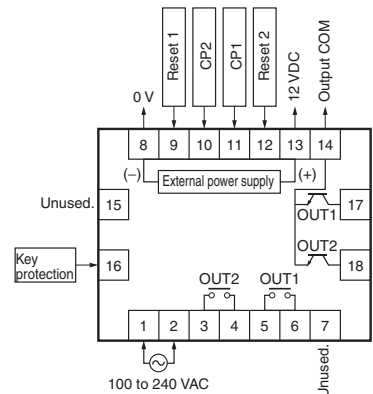 Reset 1
CP2
CP1
Reset 2
12 VDC
Output COM
0 V
8 9 10 11 12 13 14
(−) External power supply (+)
Unused. 15
17
OUT1
Key
protection
16
OUT2
18
OUT2 OUT1
1 2 3 4 5 6 7
100 to 240 VAC
Unused.